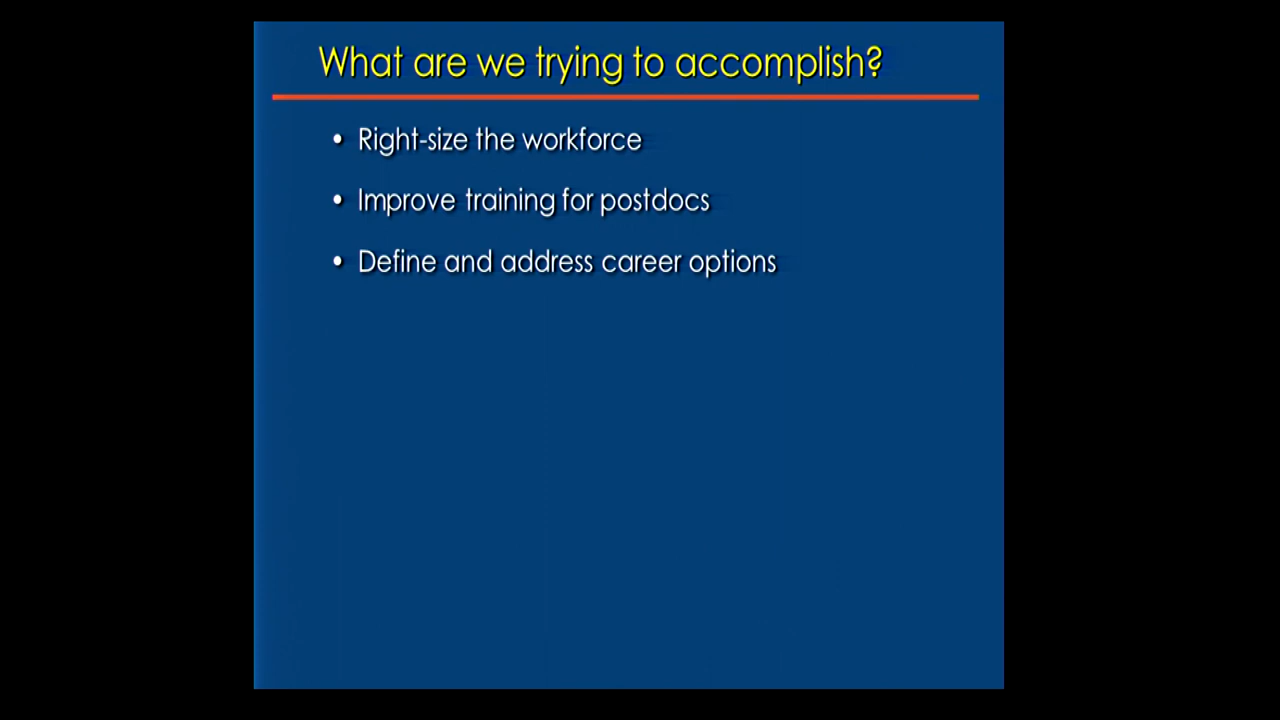 What are we trying to accomplish?
• Right-size the workforce
• Improve training for postdocs
• Define and address career options